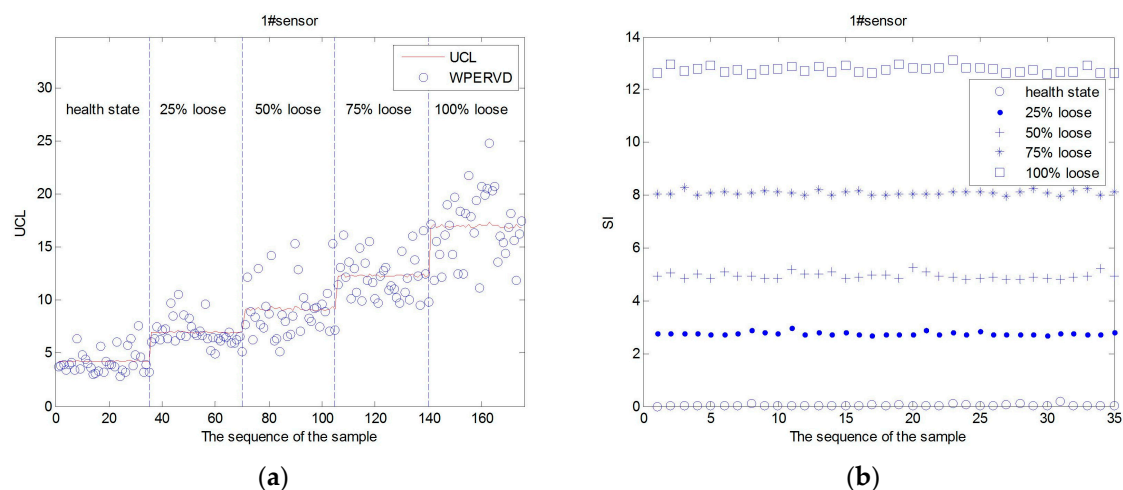 1#sensor
UCL
WPERVD
health state 25% loose 50% loose 75% loose 100% loose
30
25
20
15
10
5
0
UCL
0 20 40 60 80 100 120 140 160
The sequence of the sample
(a)
1#sensor
14
12
10
8
6
4
2
0
SI
health state
25% loose
50% loose
75% loose
100% loose
0 5 10 15 20 25 30 35
The sequence of the sample
(b)